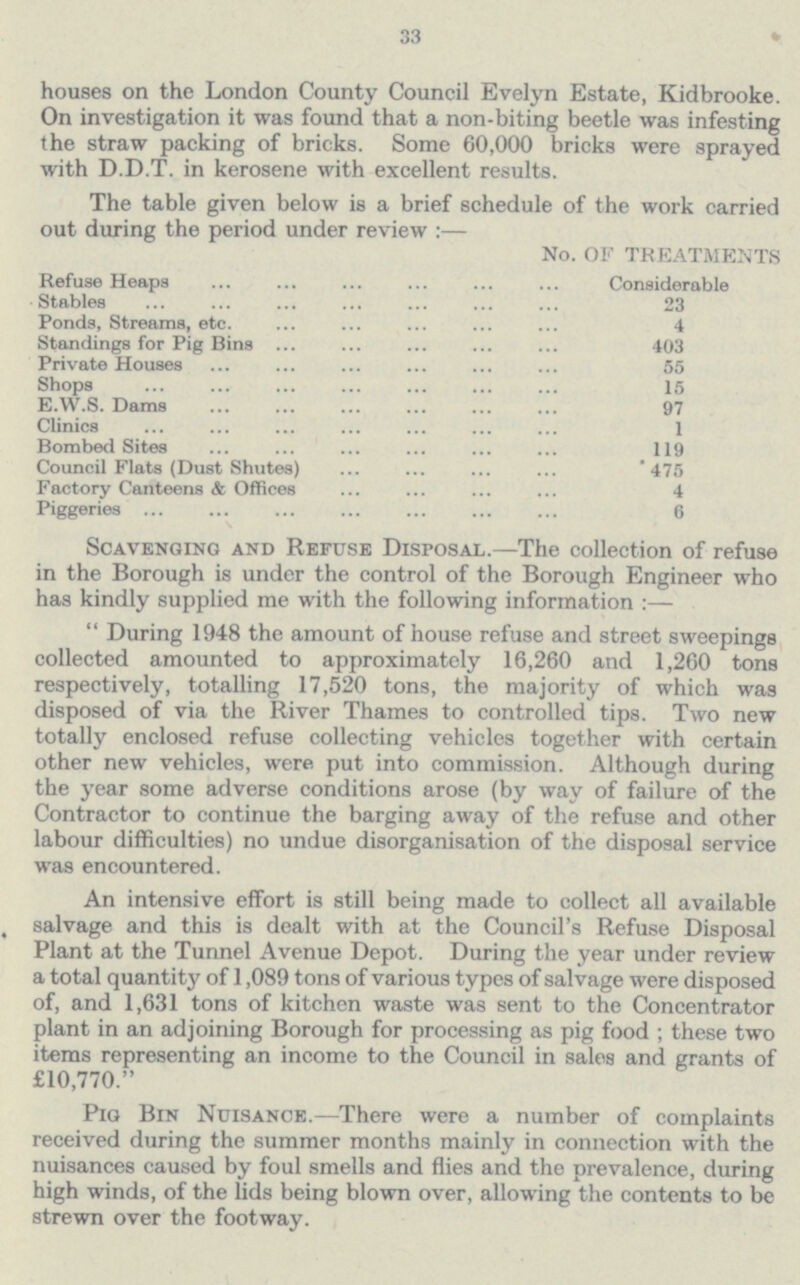 33
houses on the London County Council Evelyn Estate, Kidbrooke.
On investigation it was found that a non-biting beetle was infesting
the straw packing of bricks. Some 60,000 bricks were sprayed
with D.D.T. in kerosene with excellent results.
The table given below is a brief schedule of the work carried
out during the period under review :—
No. OF TREATMENTS
Refuse Heaps ... ... ... ... ... ... Considerable
Stables ... ... ... ... ... ... ... 23
Ponds, Streams, etc. ... ... ... ... ... 4
Standings for Pig Bins ... ... ... ... ... 403
Private Houses ... ... ... ... ... ... 55
Shops ... ... ... ... ... ... ... 15
E.W.S. Dams ... ... ... ... ... ... 97
Clinics ... ... ... ... ... ... ... 1
Bombed Sites ... ... ... ... ... ... 119
Council Flats (Dust Shutes) ... ... ... ... 475
Factory Canteens & Offices ... ... ... ... 4
Piggeries ... ... ... ... ... ... ... 6
SCAVENGING AND REFUSE DISPOSAL.—The collection of refuse
in the Borough is under the control of the Borough Engineer who
has kindly supplied me with the following information :—
" During 1948 the amount of house refuse and street sweepings
collected amounted to approximately 16,260 and 1,260 tons
respectively, totalling 17,520 tons, the majority of which was
disposed of via the River Thames to controlled tips. Two new
totally enclosed refuse collecting vehicles together with certain
other new vehicles, were put into commission. Although during
the year some adverse conditions arose (by way of failure of the
Contractor to continue the barging away of the refuse and other
labour difficulties) no undue disorganisation of the disposal service
was encountered.
An intensive effort is still being made to collect all available
salvage and this is dealt with at the Council's Refuse Disposal
Plant at the Tunnel Avenue Depot. During the year under review
a total quantity of 1,089 tons of various types of salvage were disposed
of, and 1,631 tons of kitchen waste was sent to the Concentrator
plant in an adjoining Borough for processing as pig food ; these two
items representing an income to the Council in sales and grants of
£10,770."
PIG BIN NUISANCE.—There were a number of complaints
received during the summer months mainly in connection with the
nuisances caused by foul smells and flies and the prevalence, during
high winds, of the lids being blown over, allowing the contents to be
strewn over the footway.